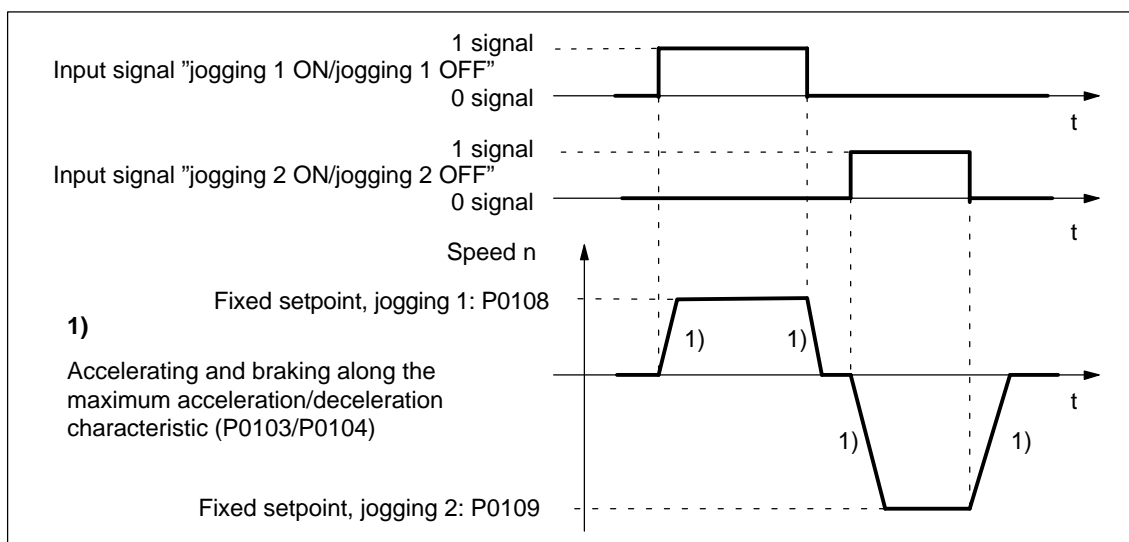 1 signal
Input signal ”jogging 1 ON/jogging 1 OFF”
0 signal
t
1 signal
Input signal ”jogging 2 ON/jogging 2 OFF”
0 signal
t
Speed n
Fixed setpoint, jogging 1: P0108
1)
1)
1)
Accelerating and braking along the
maximum acceleration/deceleration
characteristic (P0103/P0104)
t
1)
1)
Fixed setpoint, jogging 2: P0109